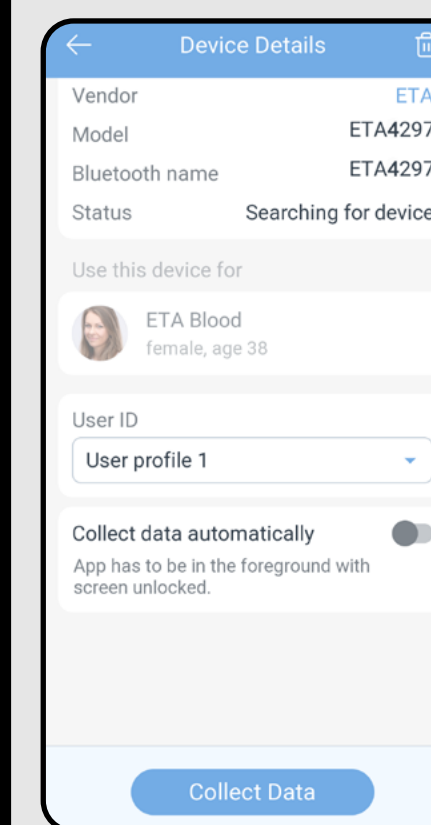 Device Details
Vendor ETA
Model ETA4297
Bluetooth name ETA4297
Status Searching for device
Use this device for
ETA Blood
female, age 38
User ID
User profile 1
Collect data automatically
App has to be in the foreground with
screen unlocked.
Collect Data